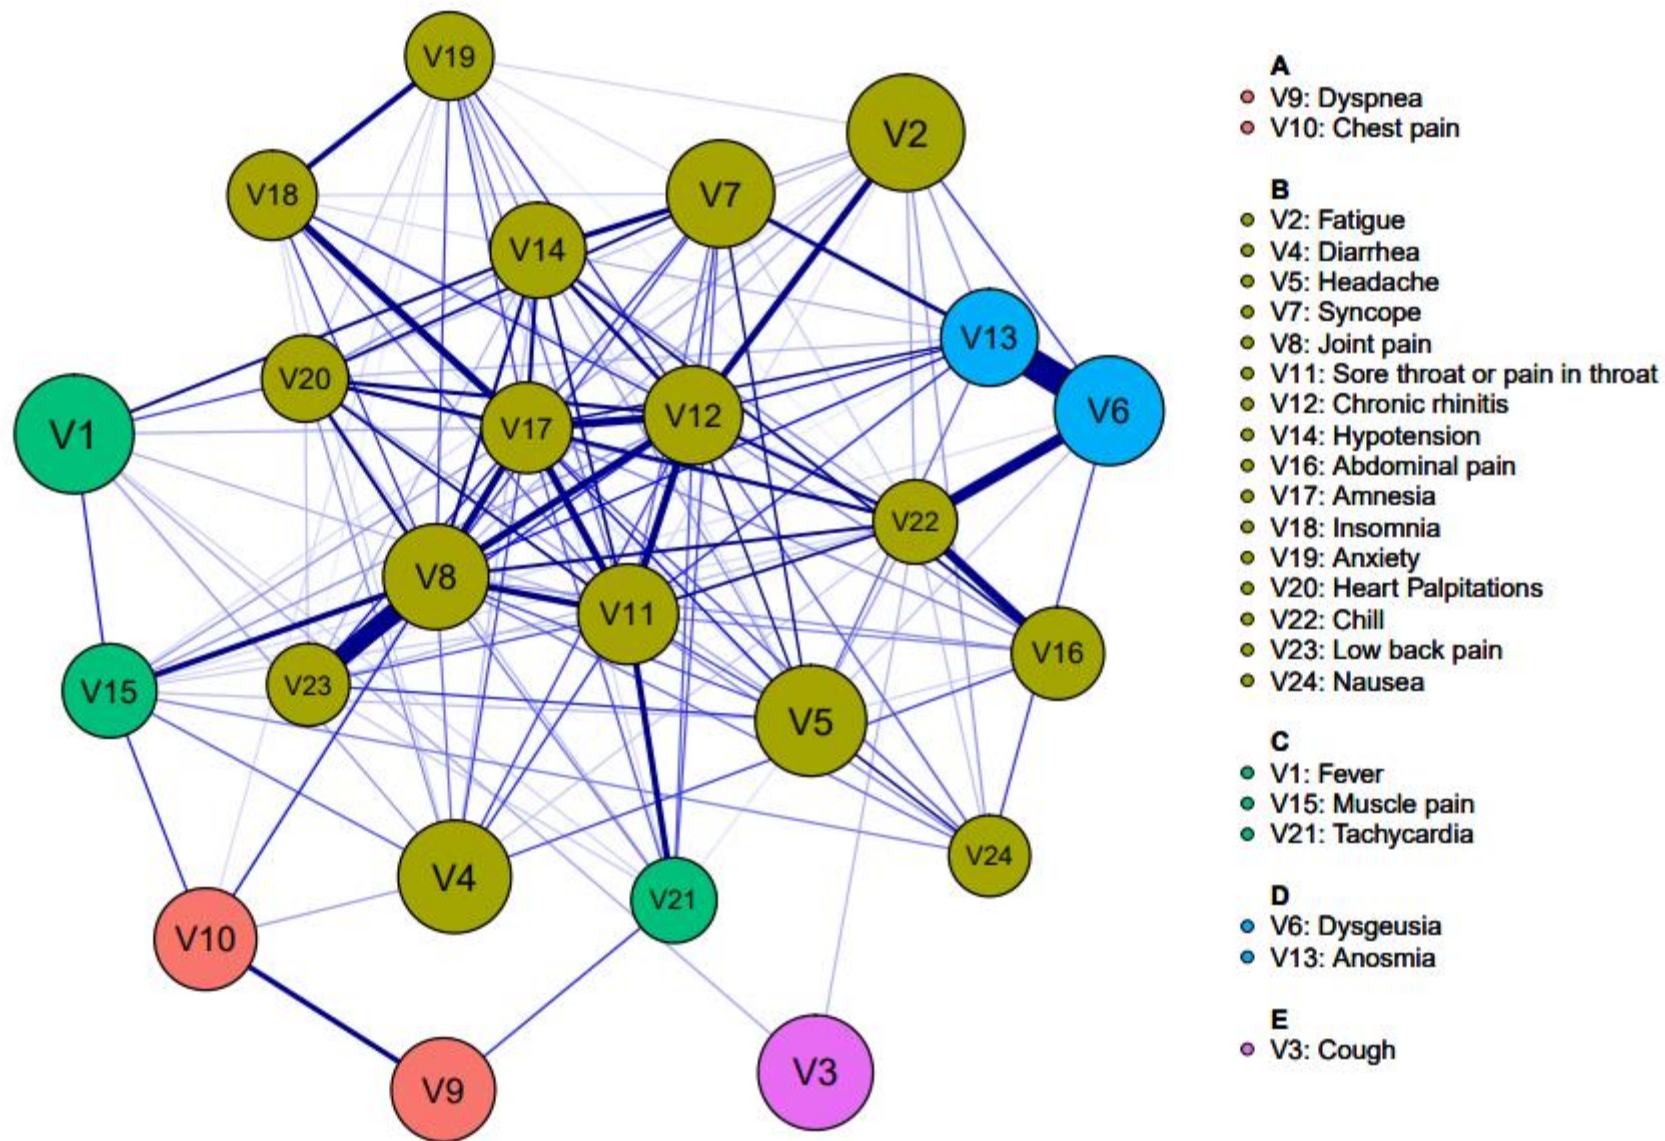 V19
V2
V7
V18
V14
V13
V20
V6
V12
V17
V1
V22
V8
V11
V16
V23
V15
V5
V24
V4
V21
V10
V3
V9
A
V9: Dyspnea
V10: Chest pain
B
V2: Fatigue
V4: Diarrhea
V5: Headache
V7: Syncope
V8: Joint pain
V11: Sore throat or pain in throat
V12: Chronic rhinitis
V14: Hypotension
V16: Abdominal pain
V17: Amnesia
V18: Insomnia
V19: Anxiety
V20: Heart Palpitations
V22: Chill
V23: Low back pain
V24: Nausea
C
V1: Fever
V15: Muscle pain
V21: Tachycardia
D
V6: Dysgeusia
V13: Anosmia
E
V3: Cough